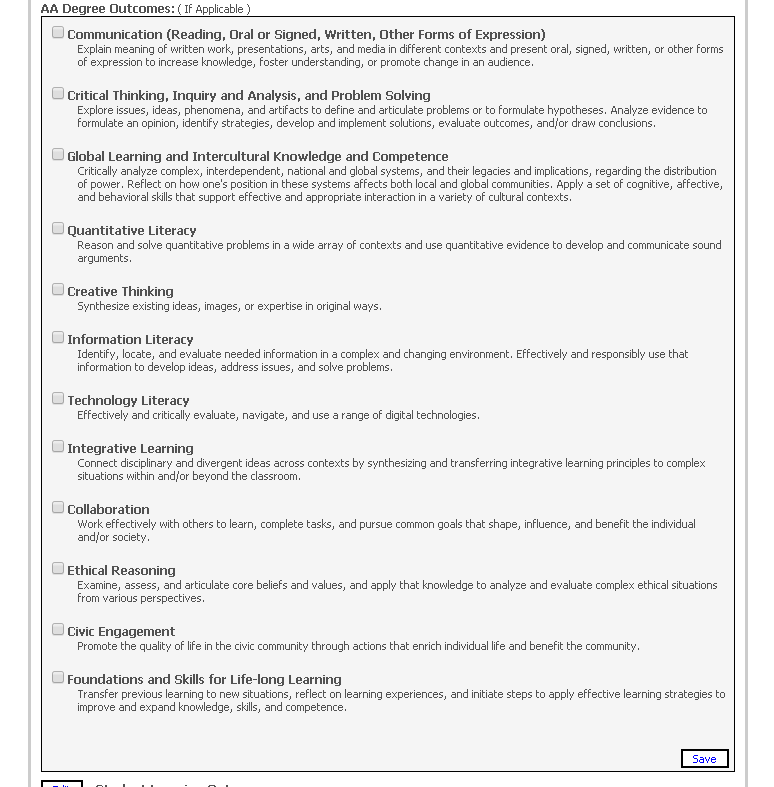 AA Degree Outcomes: ( If Applicable )
Communication (Reading, Oral or Signed, Written, Other Forms of Expression)
Explain meaning of written work, presentations, arts, and media in different contexts and present oral, signed, written, or other forms
of expression to increase knowledge, foster understanding, or promote change in an audience.
Critical Thinking, Inquiry and Analysis, and Problem Solving
Explore issues, ideas, phenomena, and artifacts to define and articulate problems or to formulate hypotheses. Analyze evidence to
formulate an opinion, identify strategies, develop and implement solutions, evaluate outcomes, and/or draw conclusions.
Global Learning and Intercultural Knowledge and Competence
Critically analyze complex, interdependent, national and global systems, and their legacies and implications, regarding the distribution
of power. Reflect on how one's position in these systems affects both local and global communities. Apply a set of cognitive, affective,
and behavioral skills that support effective and appropriate interaction in a variety of cultural contexts.
Quantitative Literacy
Reason and solve quantitative problems in a wide array of contexts and use quantitative evidence to develop and communicate sound
arguments.
Creative Thinking
Synthesize existing ideas, images, or expertise in original ways.
Information Literacy
Identify, locate, and evaluate needed information in a complex and changing environment. Effectively and responsibly use that
information to develop ideas, address issues, and solve problems.
Technology Literacy
Effectively and critically evaluate, navigate, and use a range of digital technologies.
Integrative Learning
Connect disciplinary and divergent ideas across contexts by synthesizing and transferring integrative learning principles to complex
situations within and/or beyond the classroom.
Collaboration
Work effectively with others to learn, complete tasks, and pursue common goals that shape, influence, and benefit the individual
and/or society.
Ethical Reasoning
Examine, assess, and articulate core beliefs and values, and apply that knowledge to analyze and evaluate complex ethical situations
from various perspectives.
Civic Engagement
Promote the quality of life in the civic community through actions that enrich individual life and benefit the community.
Foundations and Skills for Life-long Learning
Transfer previous learning to new situations, reflect on learning experiences, and initiate steps to apply effective learning strategies to
improve and expand knowledge, skills, and competence.
Save